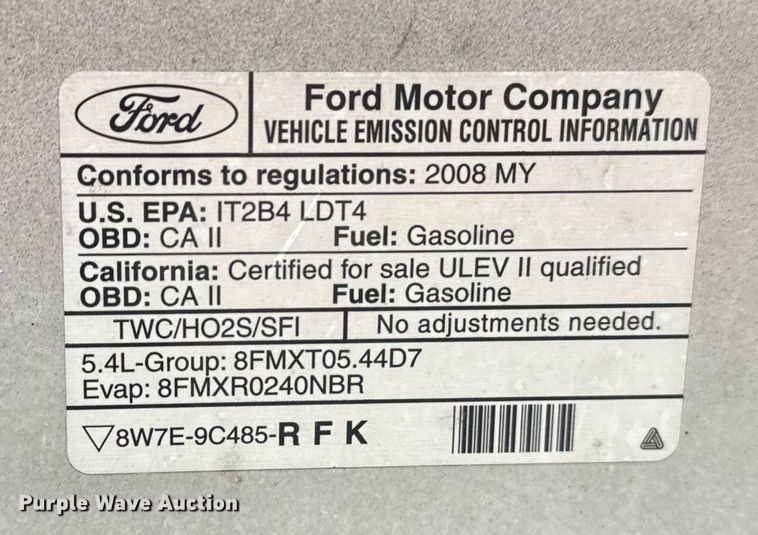 Ford
Ford Motor Company
VEHICLE EMISSION CONTROL INFORMATION
Conforms to regulations: 2008 MY
U.S. EPA: IT2B4 LDT4
OBD: CA II Fuel: Gasoline
California: Certified for sale ULEV II qualified
OBD: CA II Fuel: Gasoline
TWC/HO2S/SFI No adjustments needed.
5.4L-Group: 8FMXT05.44D7
Evap: 8FMXR0240NBR
▽8W7E-9C485-R F K
Purple Wave Auction